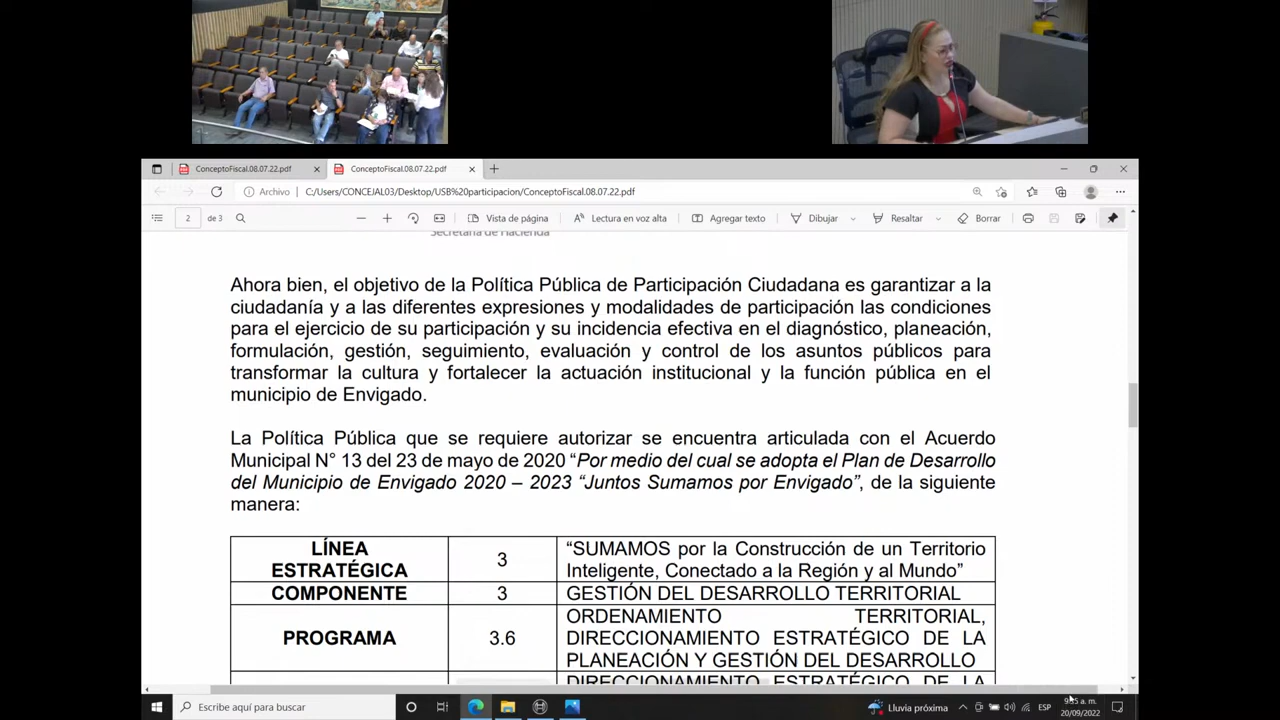 ConceptoFiscal.08.07.22.pdf
ConceptoFiscal.08.07.22.pdf
Archivo
C:/Users/CONCEJAL03/Desktop/USB%20participacion/ConceptoFiscal.08.07.22.pdf
2 de 3
Vista de página
Lectura en voz alta
Agregar texto
Dibujar
Resaltar
Borrar
Secretaría de Hacienda
Ahora bien, el objetivo de la Política Pública de Participación Ciudadana es garantizar a la
ciudadanía y a las diferentes expresiones y modalidades de participación las condiciones
para el ejercicio de su participación y su incidencia efectiva en el diagnóstico, planeación,
formulación, gestión, seguimiento, evaluación y control de los asuntos públicos para
transformar la cultura y fortalecer la actuación institucional y la función pública en el
municipio de Envigado.
La Política Pública que se requiere autorizar se encuentra articulada con el Acuerdo
Municipal N° 13 del 23 de mayo de 2020 “Por medio del cual se adopta el Plan de Desarrollo
del Municipio de Envigado 2020 – 2023 “Juntos Sumamos por Envigado”, de la siguiente
manera:
LÍNEA
ESTRATÉGICA
3
“SUMAMOS por la Construcción de un Territorio
Inteligente, Conectado a la Región y al Mundo”
COMPONENTE
3
GESTIÓN DEL DESARROLLO TERRITORIAL
PROGRAMA
3.6
ORDENAMIENTO TERRITORIAL,
DIRECCIONAMIENTO ESTRATÉGICO DE LA
PLANEACIÓN Y GESTIÓN DEL DESARROLLO
DIRECCIONAMIENTO ESTRATÉGICO DE LA
Escribe aquí para buscar
Lluvia próxima
ESP
a. m.
20/09/2022